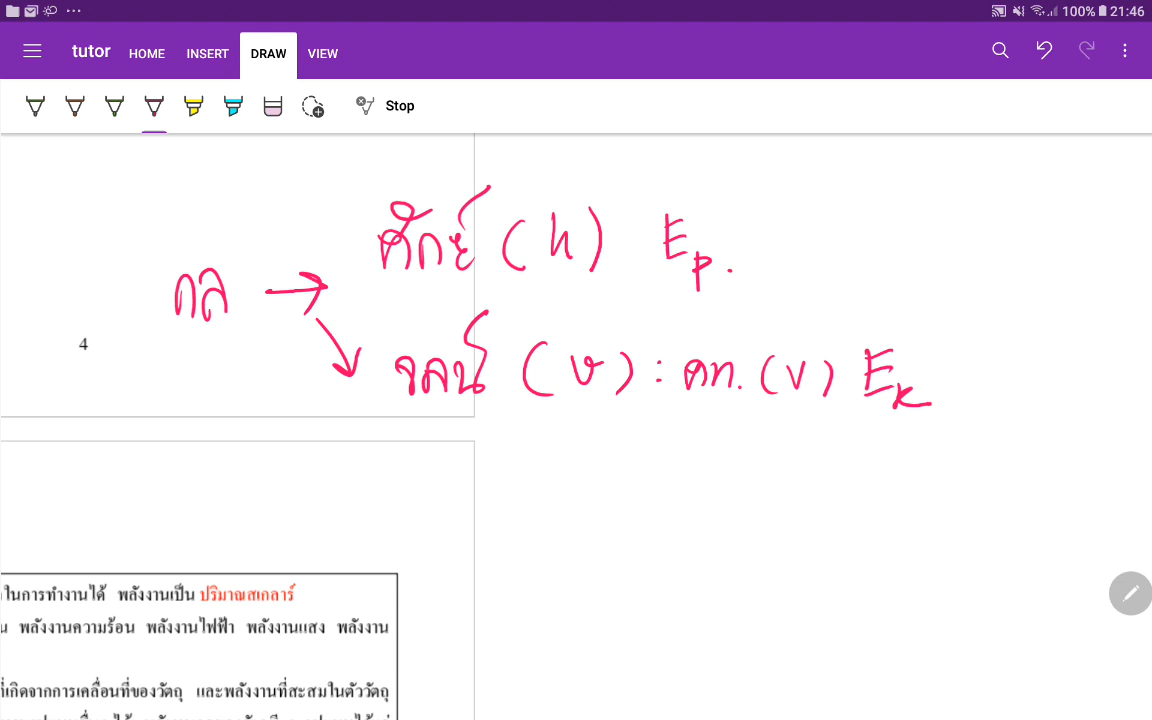 100% 21:46
tutor HOME INSERT DRAW VIEW
Stop
ศักย์ (h) Ep.
กล →
4
จลน์ (v) : คท. (v) Ek
ในการทำงานได้ พลังงานเป็น ปริมาณสเกลาร์
น พลังงานความร้อน พลังงานไฟฟ้า พลังงานแสง พลังงาน
ที่เกิดจากการเคลื่อนที่ของวัตถุ และพลังงานที่สะสมในตัววัตถุ